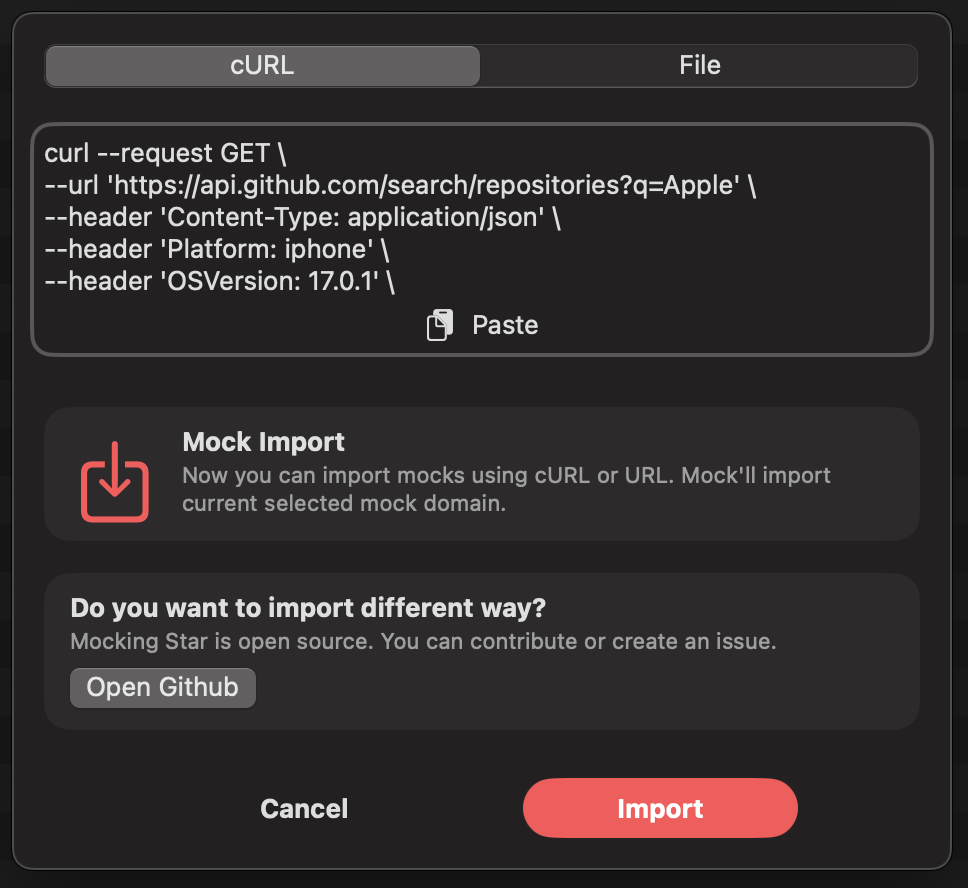 cURL
File
curl --request GET \
--url 'https://api.github.com/search/repositories?q=Apple' \
--header 'Content-Type: application/json' \
--header 'Platform: iphone' \
--header 'OSVersion: 17.0.1' \
Paste
Mock Import
Now you can import mocks using cURL or URL. Mock'll import
current selected mock domain.
Do you want to import different way?
Mocking Star is open source. You can contribute or create an issue.
Open Github
Cancel
Import